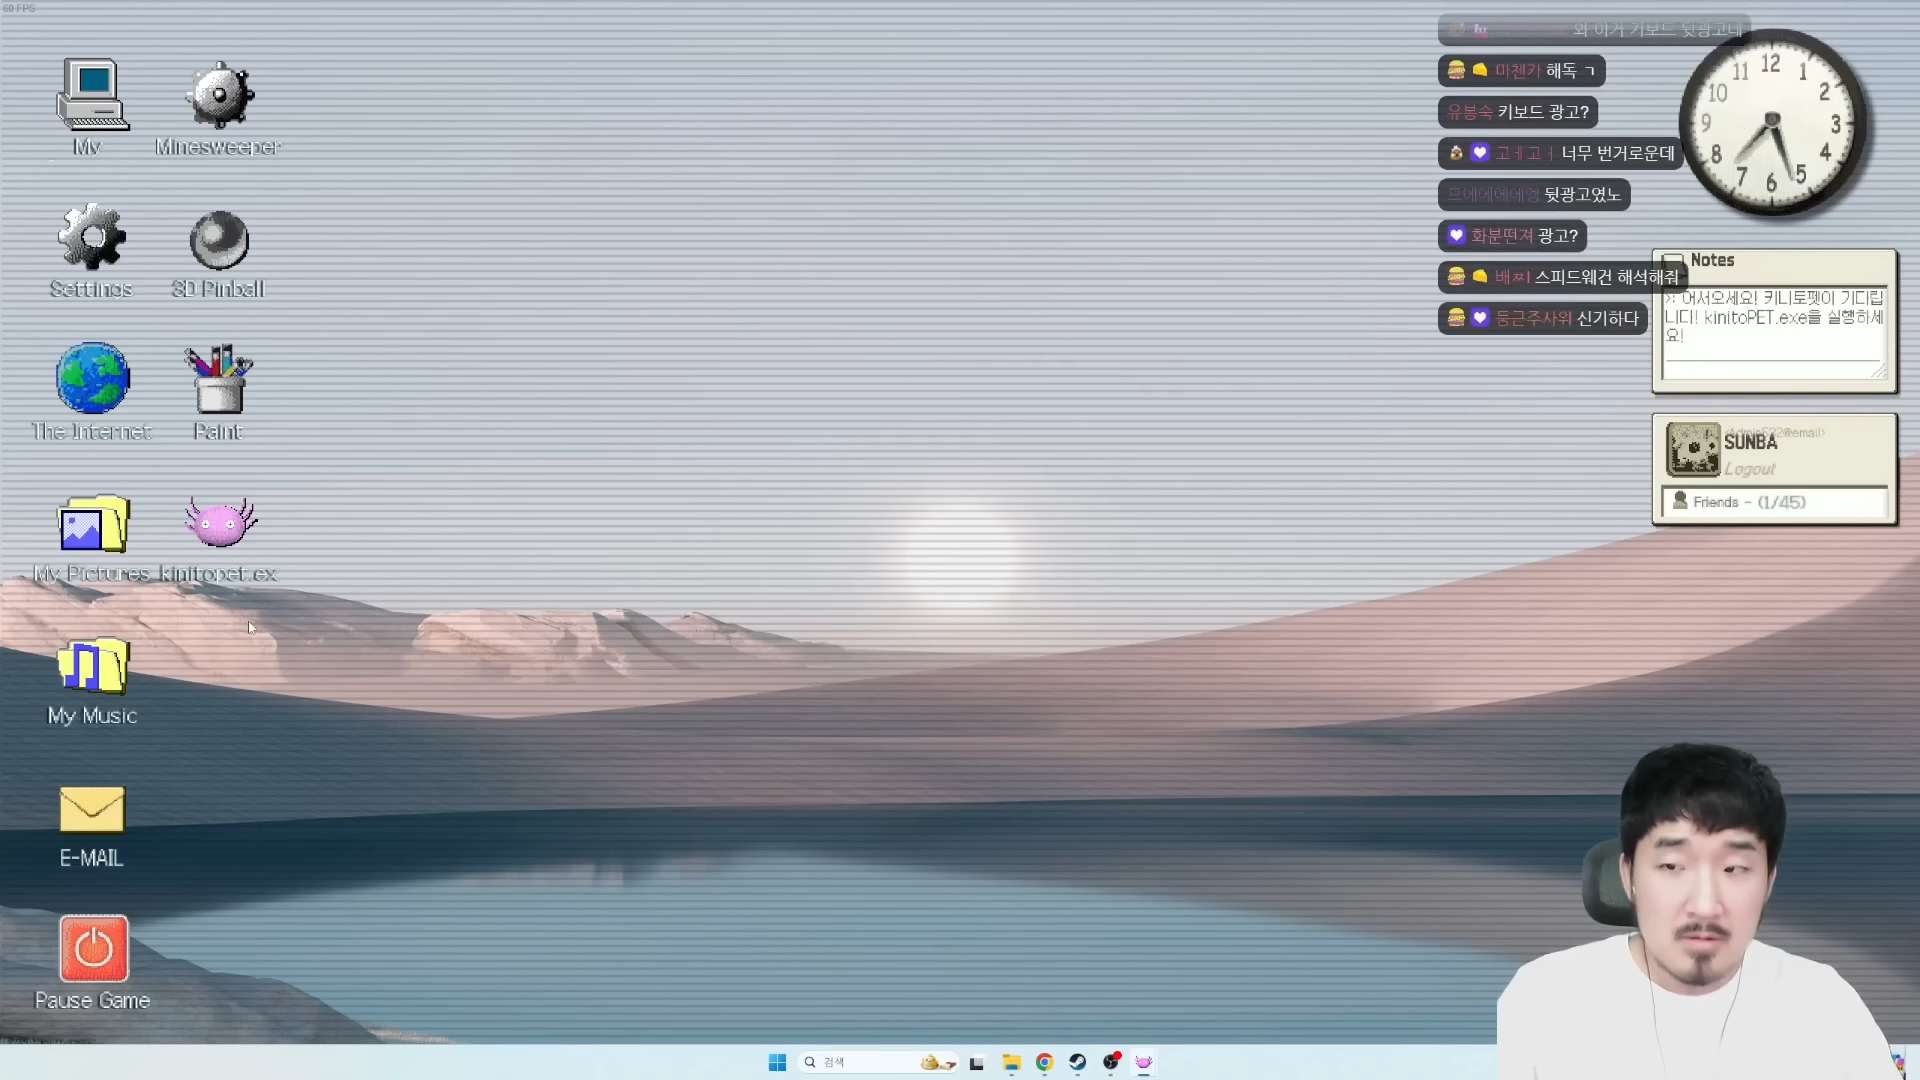 60 FPS
My
Minesweeper
Settings
3D Pinball
The Internet
Paint
My Pictures
kinitopet.ex
My Music
E-MAIL
Pause Game
와 이거 키보드 뒷광고네
마첸카 해독 ㄱ
유봉숙 키보드 광고?
고ㅔ고ㅓ 너무 번거로운데
뒷광고였노
화분떤져 광고?
배찌 스피드웨건 해석해줘
둥근주사위 신기하다
12
1
2
3
4
5
6
7
8
9
10
11
Notes
>: 어서오세요! 키니토펫이 기다립
니다! kinitoPET.exe을 실행하세
요!
SUNBA
Logout
Friends - (1/45)
검색